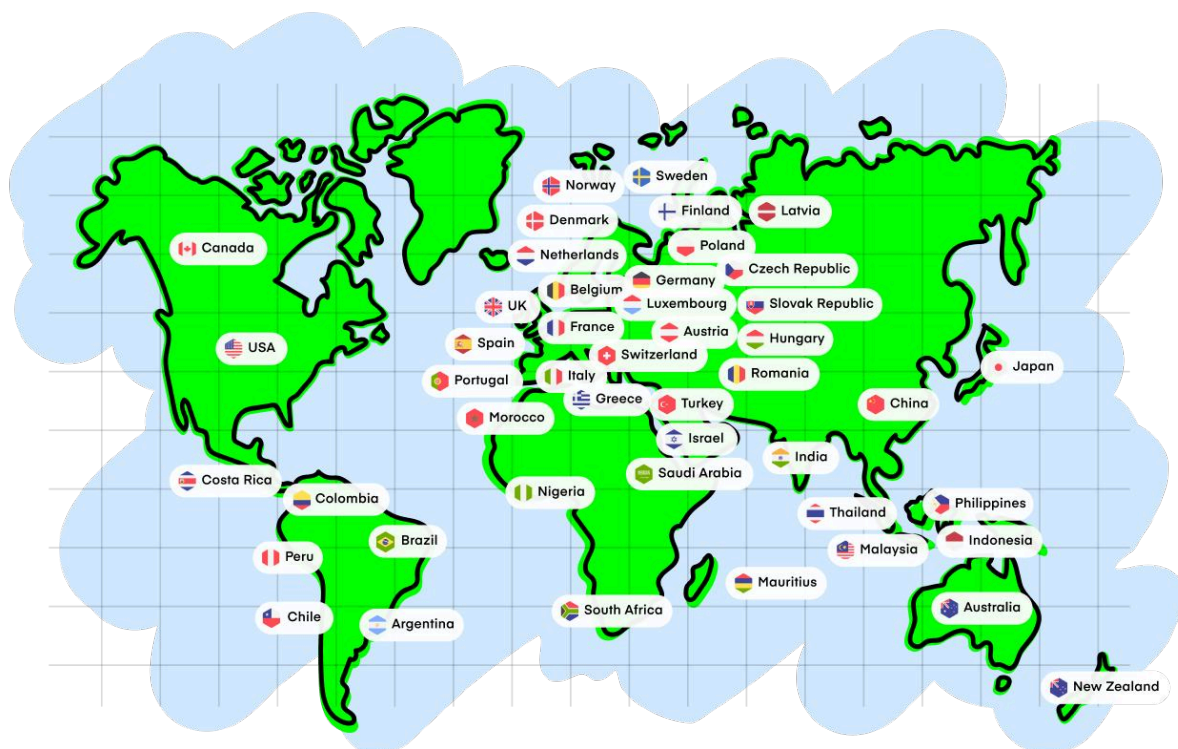 Norway
Sweden
Denmark
Finland
Latvia
Canada
Netherlands
Poland
Czech Republic
Belgium
Germany
UK
Luxembourg
Slovak Republic
USA
Spain
France
Austria
Hungary
Switzerland
Portugal
Italy
Romania
Japan
Morocco
Greece
Turkey
China
Israel
India
Costa Rica
Colombia
Nigeria
Saudi Arabia
Thailand
Philippines
Brazil
Peru
Malaysia
Indonesia
Mauritius
Chile
Argentina
South Africa
Australia
New Zealand